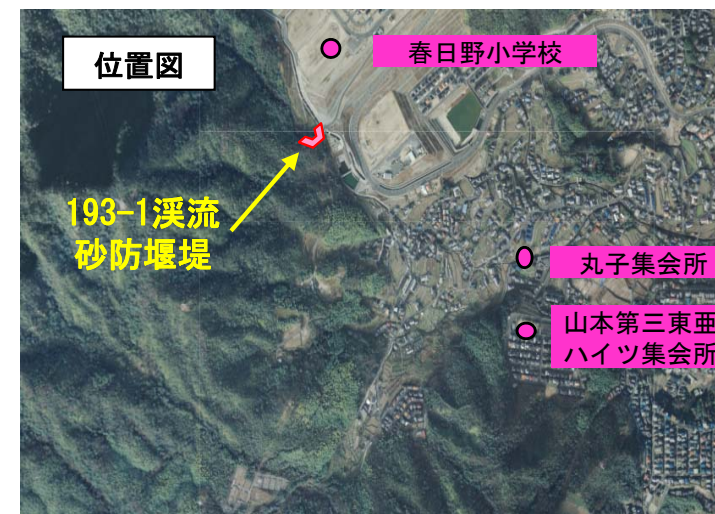 位置図
春日野小学校
193-1渓流
砂防堰堤
丸子集会所
山本第三東亜
ハイツ集会所